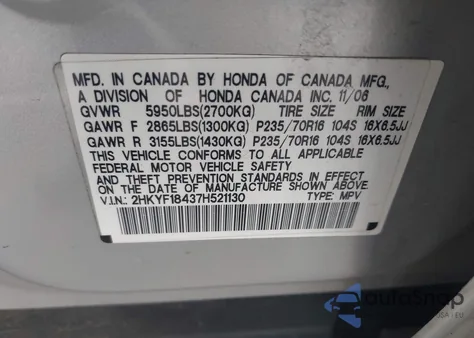 MFD. IN CANADA BY HONDA OF CANADA MFG.,
A DIVISION OF HONDA CANADA INC. 11/06
GVWR 5950LBS(2700KG) TIRE SIZE RIM SIZE
GAWR F 2865LBS(1300KG) P235/70R16 104S 16X6.5JJ
GAWR R 3155LBS(1430KG) P235/70R16 104S 16X6.5JJ
THIS VEHICLE CONFORMS TO ALL APPLICABLE
FEDERAL MOTOR VEHICLE SAFETY
AND THEFT PREVENTION STANDARDS IN EFFECT
ON THE DATE OF MANUFACTURE SHOWN ABOVE.
V.I.N.: 2HKYF18437H521130 TYPE: MPV
autoSnap
USA | EU